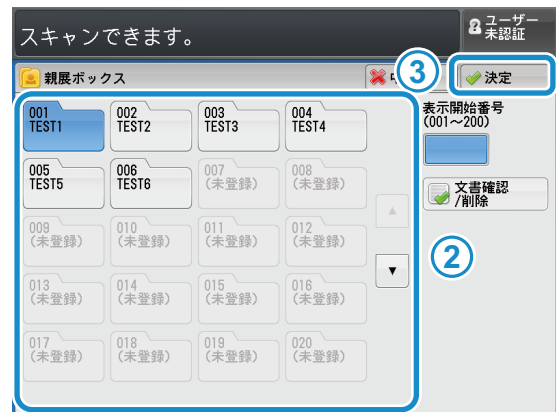 スキャンできます。
ユーザー
未認証
親展ボックス
③
決定
001
TEST1
002
TEST2
003
TEST3
004
TEST4
表示開始番号
(001～200)
005
TEST5
006
TEST6
007
(未登録)
008
(未登録)
文書確認
/削除
009
(未登録)
010
(未登録)
011
(未登録)
012
(未登録)
②
013
(未登録)
014
(未登録)
015
(未登録)
016
(未登録)
017
(未登録)
018
(未登録)
019
(未登録)
020
(未登録)